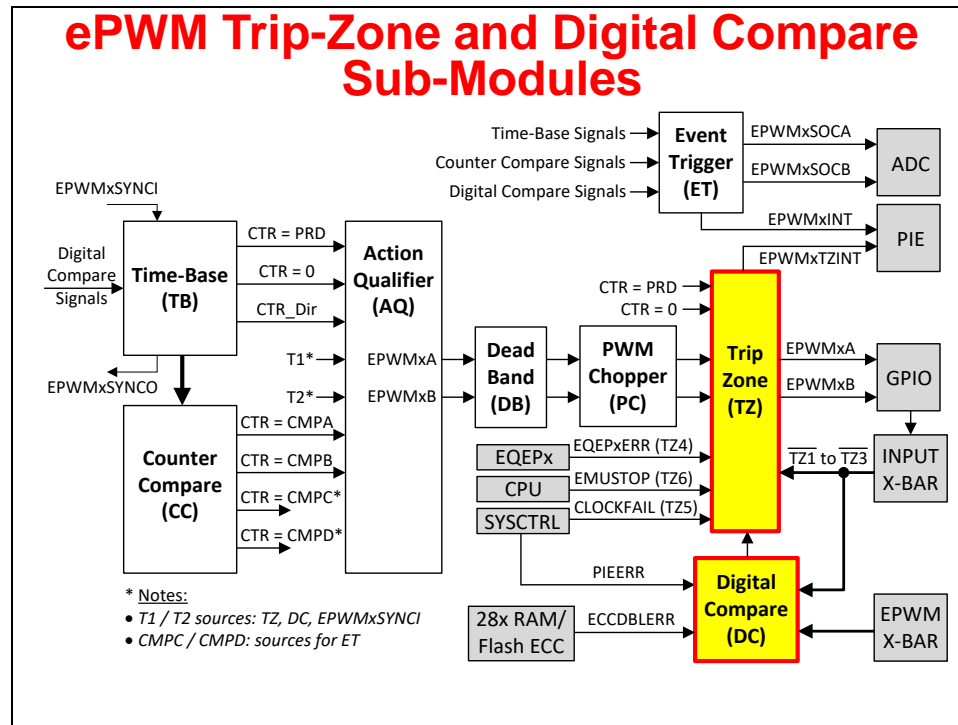 ePWM Trip-Zone and Digital Compare
Sub-Modules
Time-Base Signals
Counter Compare Signals
Digital Compare Signals
Event
Trigger
(ET)
EPWMxSOCA
EPWMxSOCB
ADC
EPWMxINT
EPWMxTZINT
PIE
EPWMxSYNCI
Digital
Compare
Signals
Time-Base
(TB)
EPWMxSYNCO
CTR = PRD
CTR = 0
CTR_Dir
T1*
T2*
Action
Qualifier
(AQ)
EPWMxA
EPWMxB
Counter
Compare
(CC)
CTR = CMPA
CTR = CMPB
CTR = CMPC*
CTR = CMPD*
Dead
Band
(DB)
PWM
Chopper
(PC)
CTR = PRD
CTR = 0
Trip
Zone
(TZ)
EPWMxA
EPWMxB
GPIO
EQEPx
EQEPxERR (TZ4)
CPU
EMUSTOP (TZ6)
SYSCTRL
CLOCKFAIL (TZ5)
TZ1 to TZ3
INPUT
X-BAR
PIEERR
28x RAM/
Flash ECC
ECCDBLERR
Digital
Compare
(DC)
EPWM
X-BAR
* Notes:
• T1 / T2 sources: TZ, DC, EPWMxSYNCI
• CMPC / CMPD: sources for ET